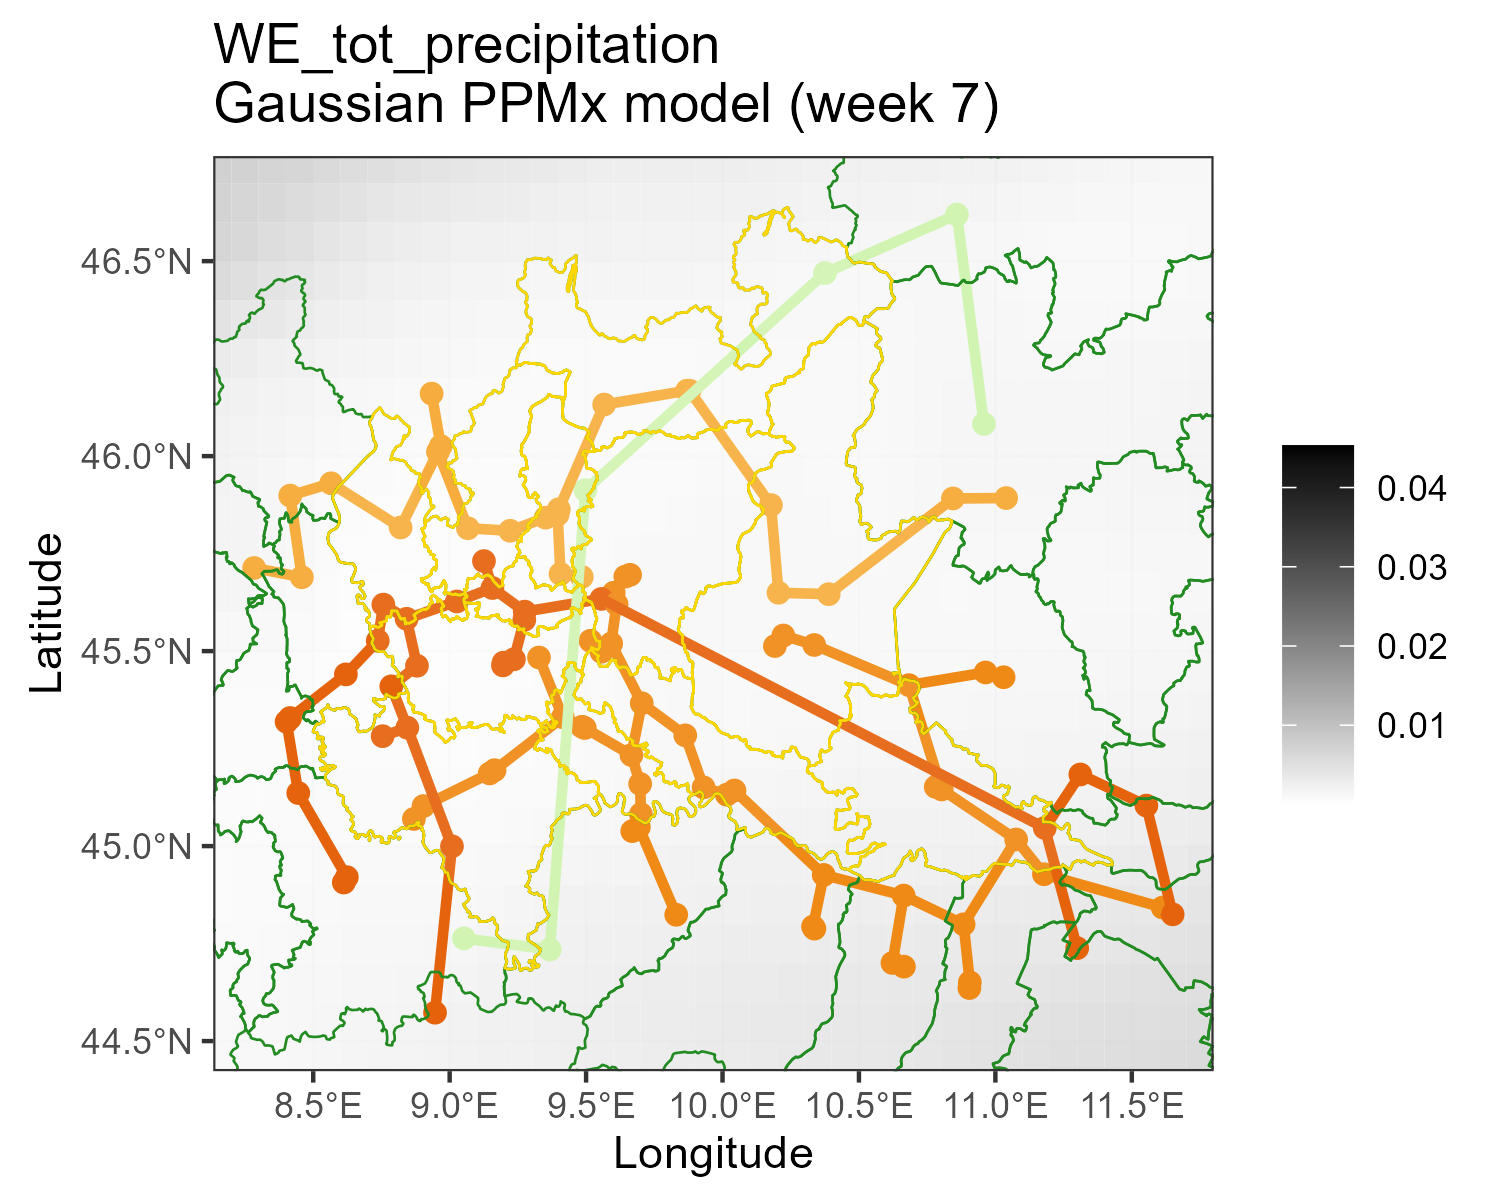 WE_tot_precipitation
Gaussian PPMx model (week 7)
46.5°N
46.0°N
45.5°N
45.0°N
44.5°N
Latitude
8.5°E 9.0°E 9.5°E 10.0°E 10.5°E 11.0°E 11.5°E
Longitude
0.04
0.03
0.02
0.01